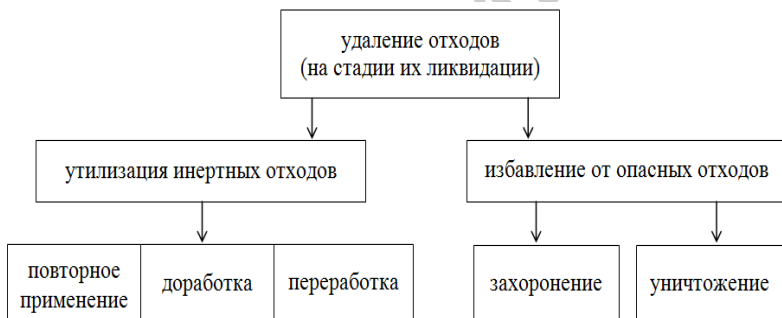 удаление отходов
(на стадии их ликвидации)
утилизация инертных отходов
избавление от опасных отходов
повторное
применение
доработка
переработка
захоронение
уничтожение